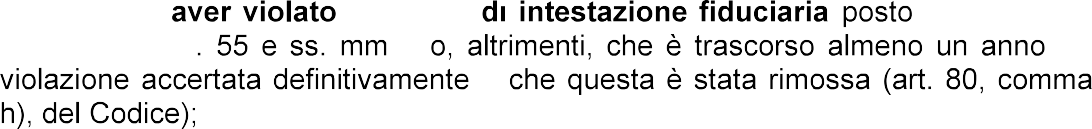 aver violato di intestazione fiduciaria posto
. 55 e ss. mm o, altrimenti, che è trascorso almeno un anno
violazione accertata definitivamente che questa è stata rimossa (art. 80, comma
h), del Codice);